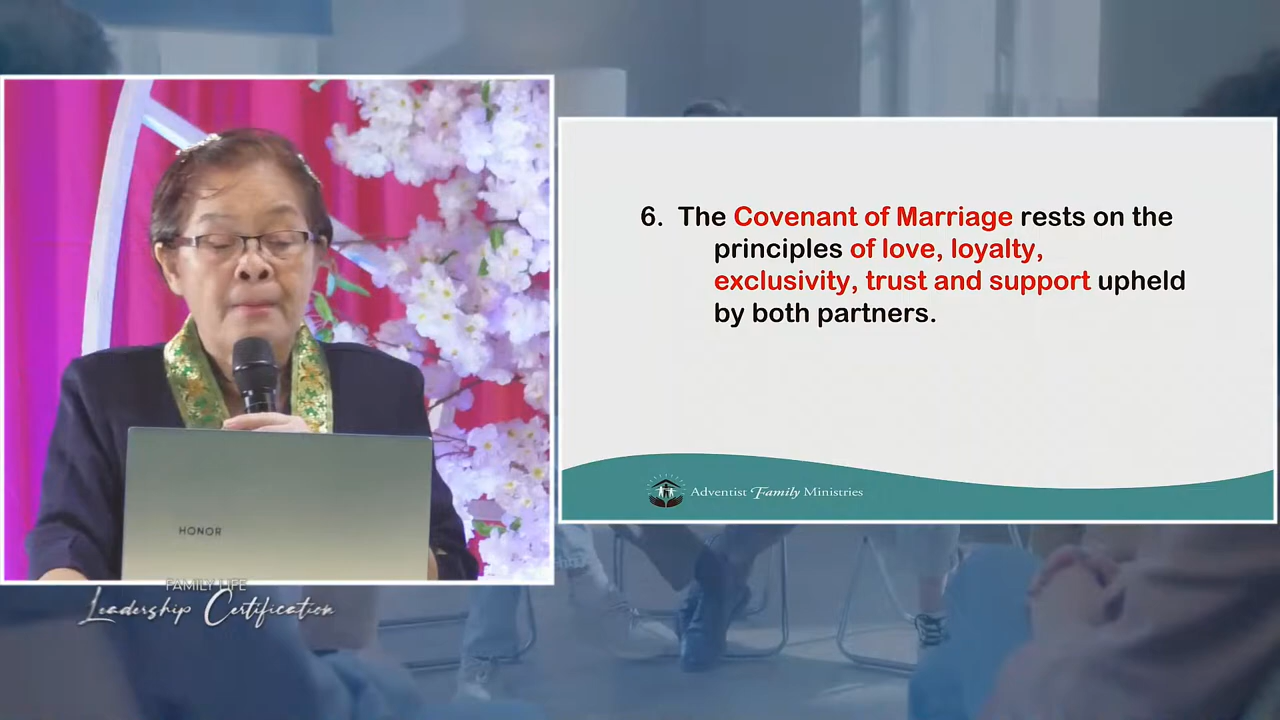 6. The Covenant of Marriage rests on the
principles of love, loyalty,
exclusivity, trust and support upheld
by both partners.
Adventist Family Ministries
HONOR
FAMILY LIFE
Leadership Certification